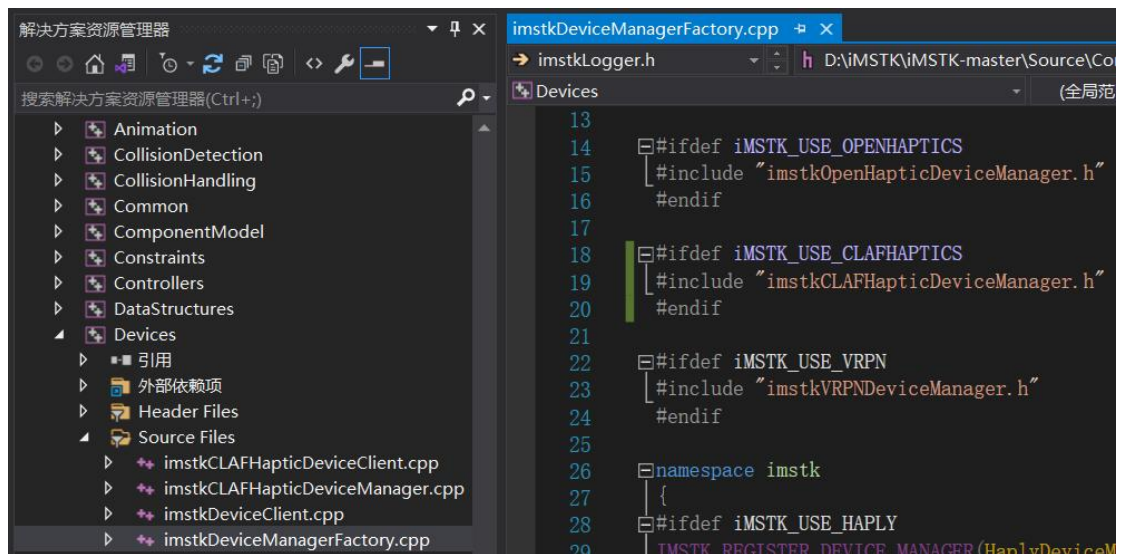 解决方案资源管理器
搜索解决方案资源管理器(Ctrl+;)
Animation
CollisionDetection
CollisionHandling
Common
ComponentModel
Constraints
Controllers
DataStructures
Devices
引用
外部依赖项
Header Files
Source Files
imstkCLAFHapticDeviceClient.cpp
imstkCLAFHapticDeviceManager.cpp
imstkDeviceClient.cpp
imstkDeviceManagerFactory.cpp
imstkDeviceManagerFactory.cpp
imstkLogger.h
h D:\iMSTK\iMSTK-master\Source\Co
Devices
(全局范
13
14 #ifdef iMSTK_USE_OPENHAPTICS
15 #include "imstkOpenHapticDeviceManager.h"
16 #endif
17
18 #ifdef iMSTK_USE_CLAFHAPTICS
19 #include "imstkCLAFHapticDeviceManager.h"
20 #endif
21
22 #ifdef iMSTK_USE_VRPN
23 #include "imstkVRPNDeviceManager.h"
24 #endif
25
26 namespace imstk
27 {
28 #ifdef iMSTK_USE_HAPLY
29 IMSTK_REGISTER_DEVICE_MANAGER(HaplyDeviceM